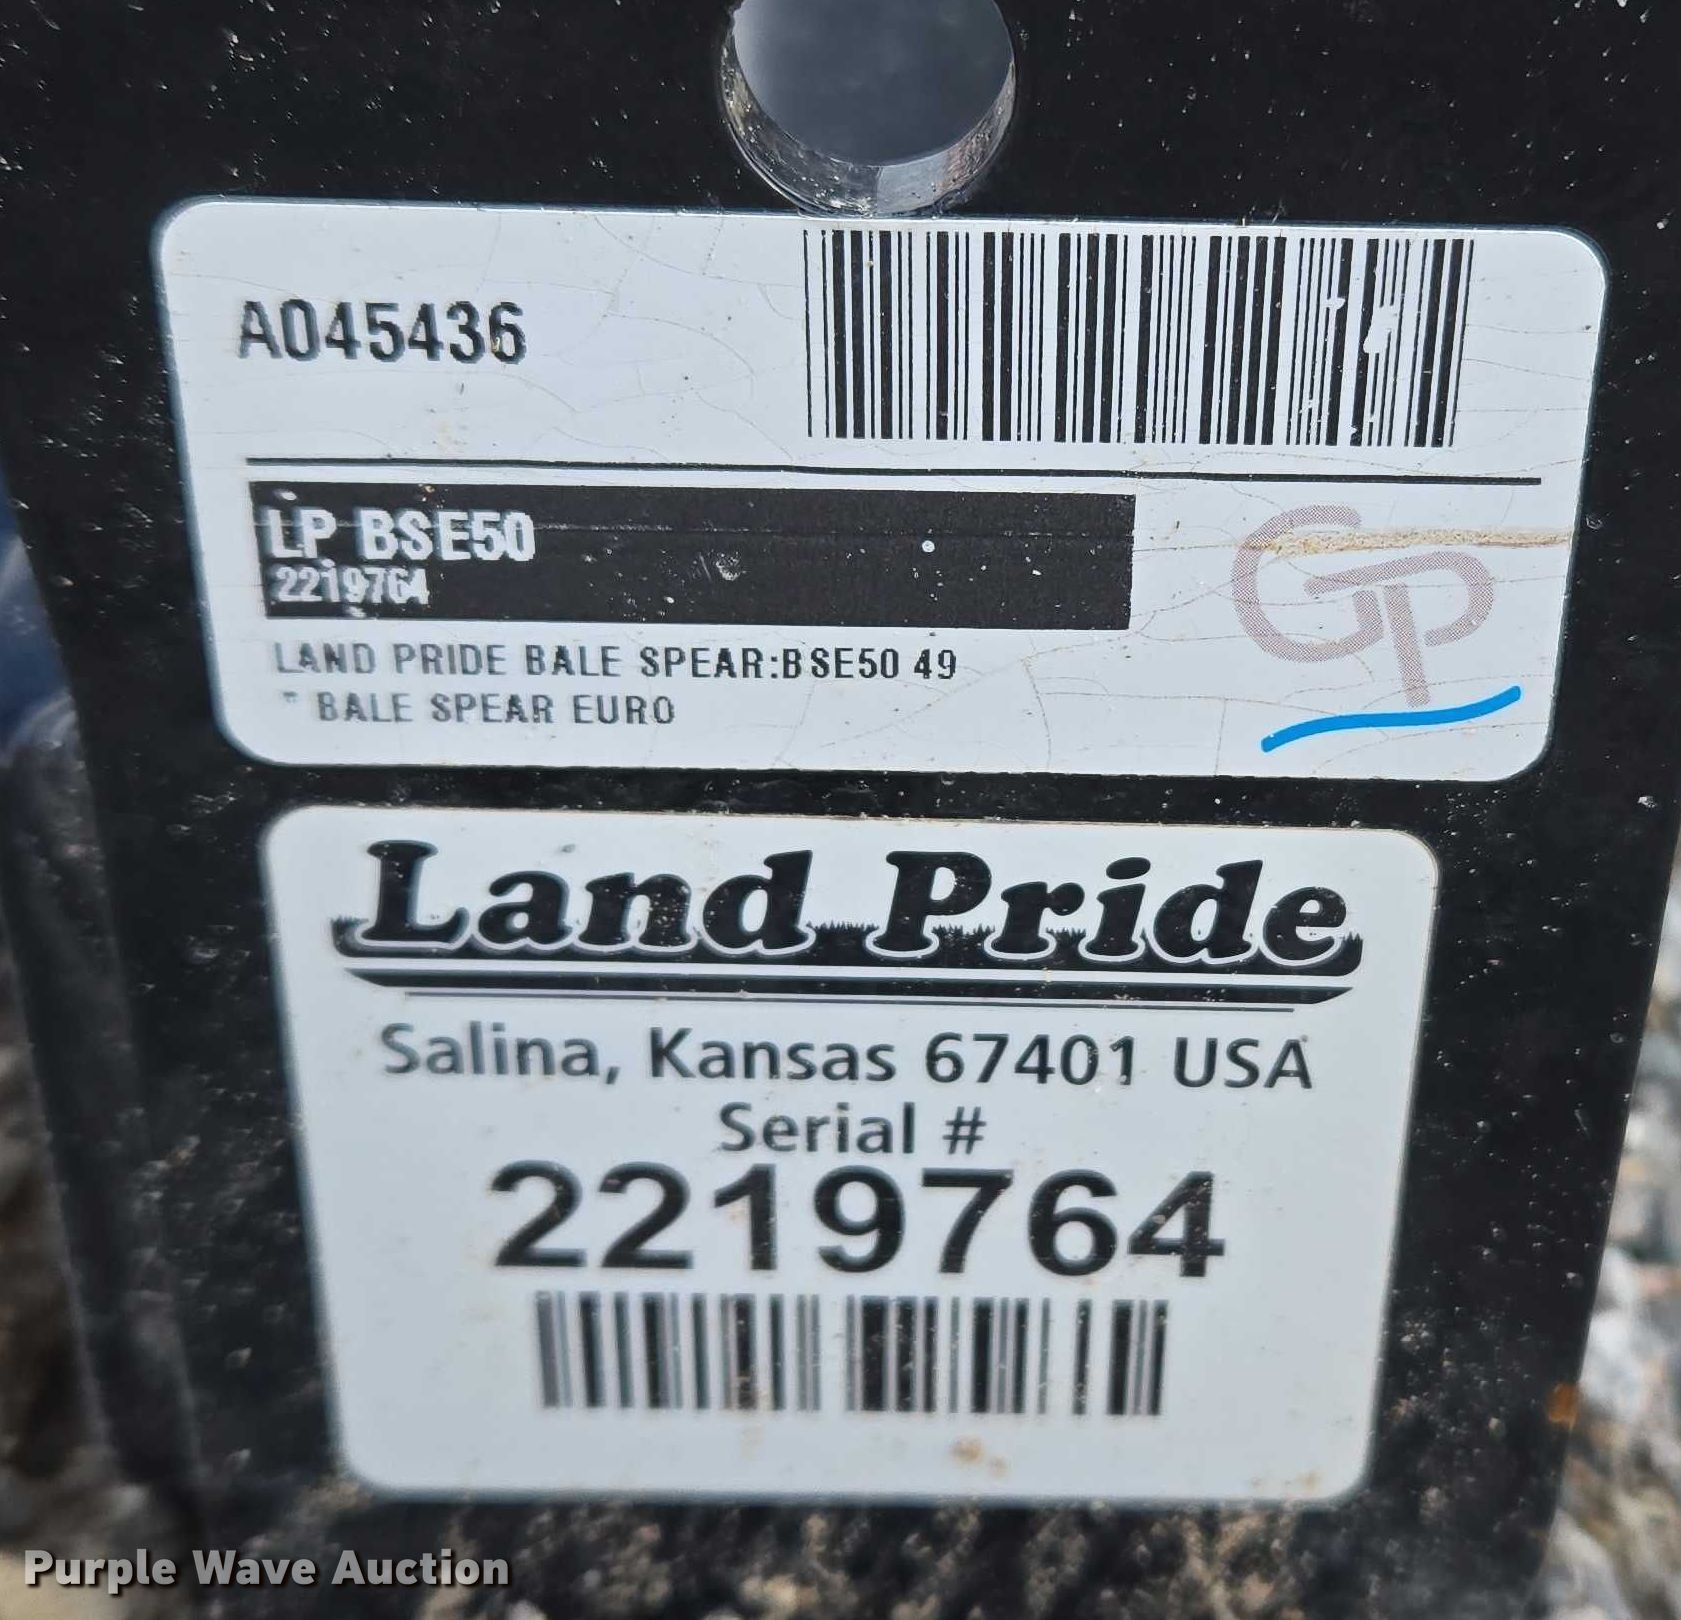 A045436
LP BSE50
2219764
LAND PRIDE BALE SPEAR:BSE50 49
" BALE SPEAR EURO
GP
Land Pride
Salina, Kansas 67401 USA
Serial #
2219764
Purple Wave Auction